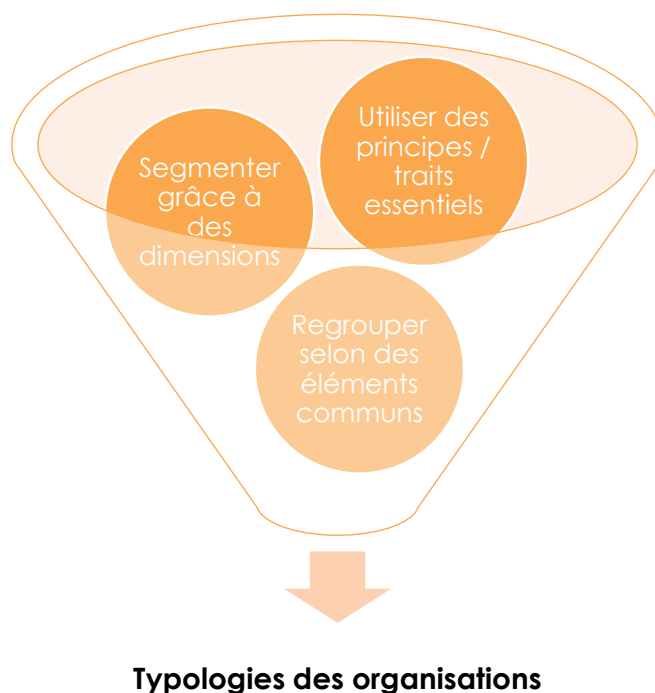 Utiliser des
principes /
traits
essentiels
Segmenter
grâce à
des
dimensions
Regrouper
selon des
éléments
communs
Typologies des organisations